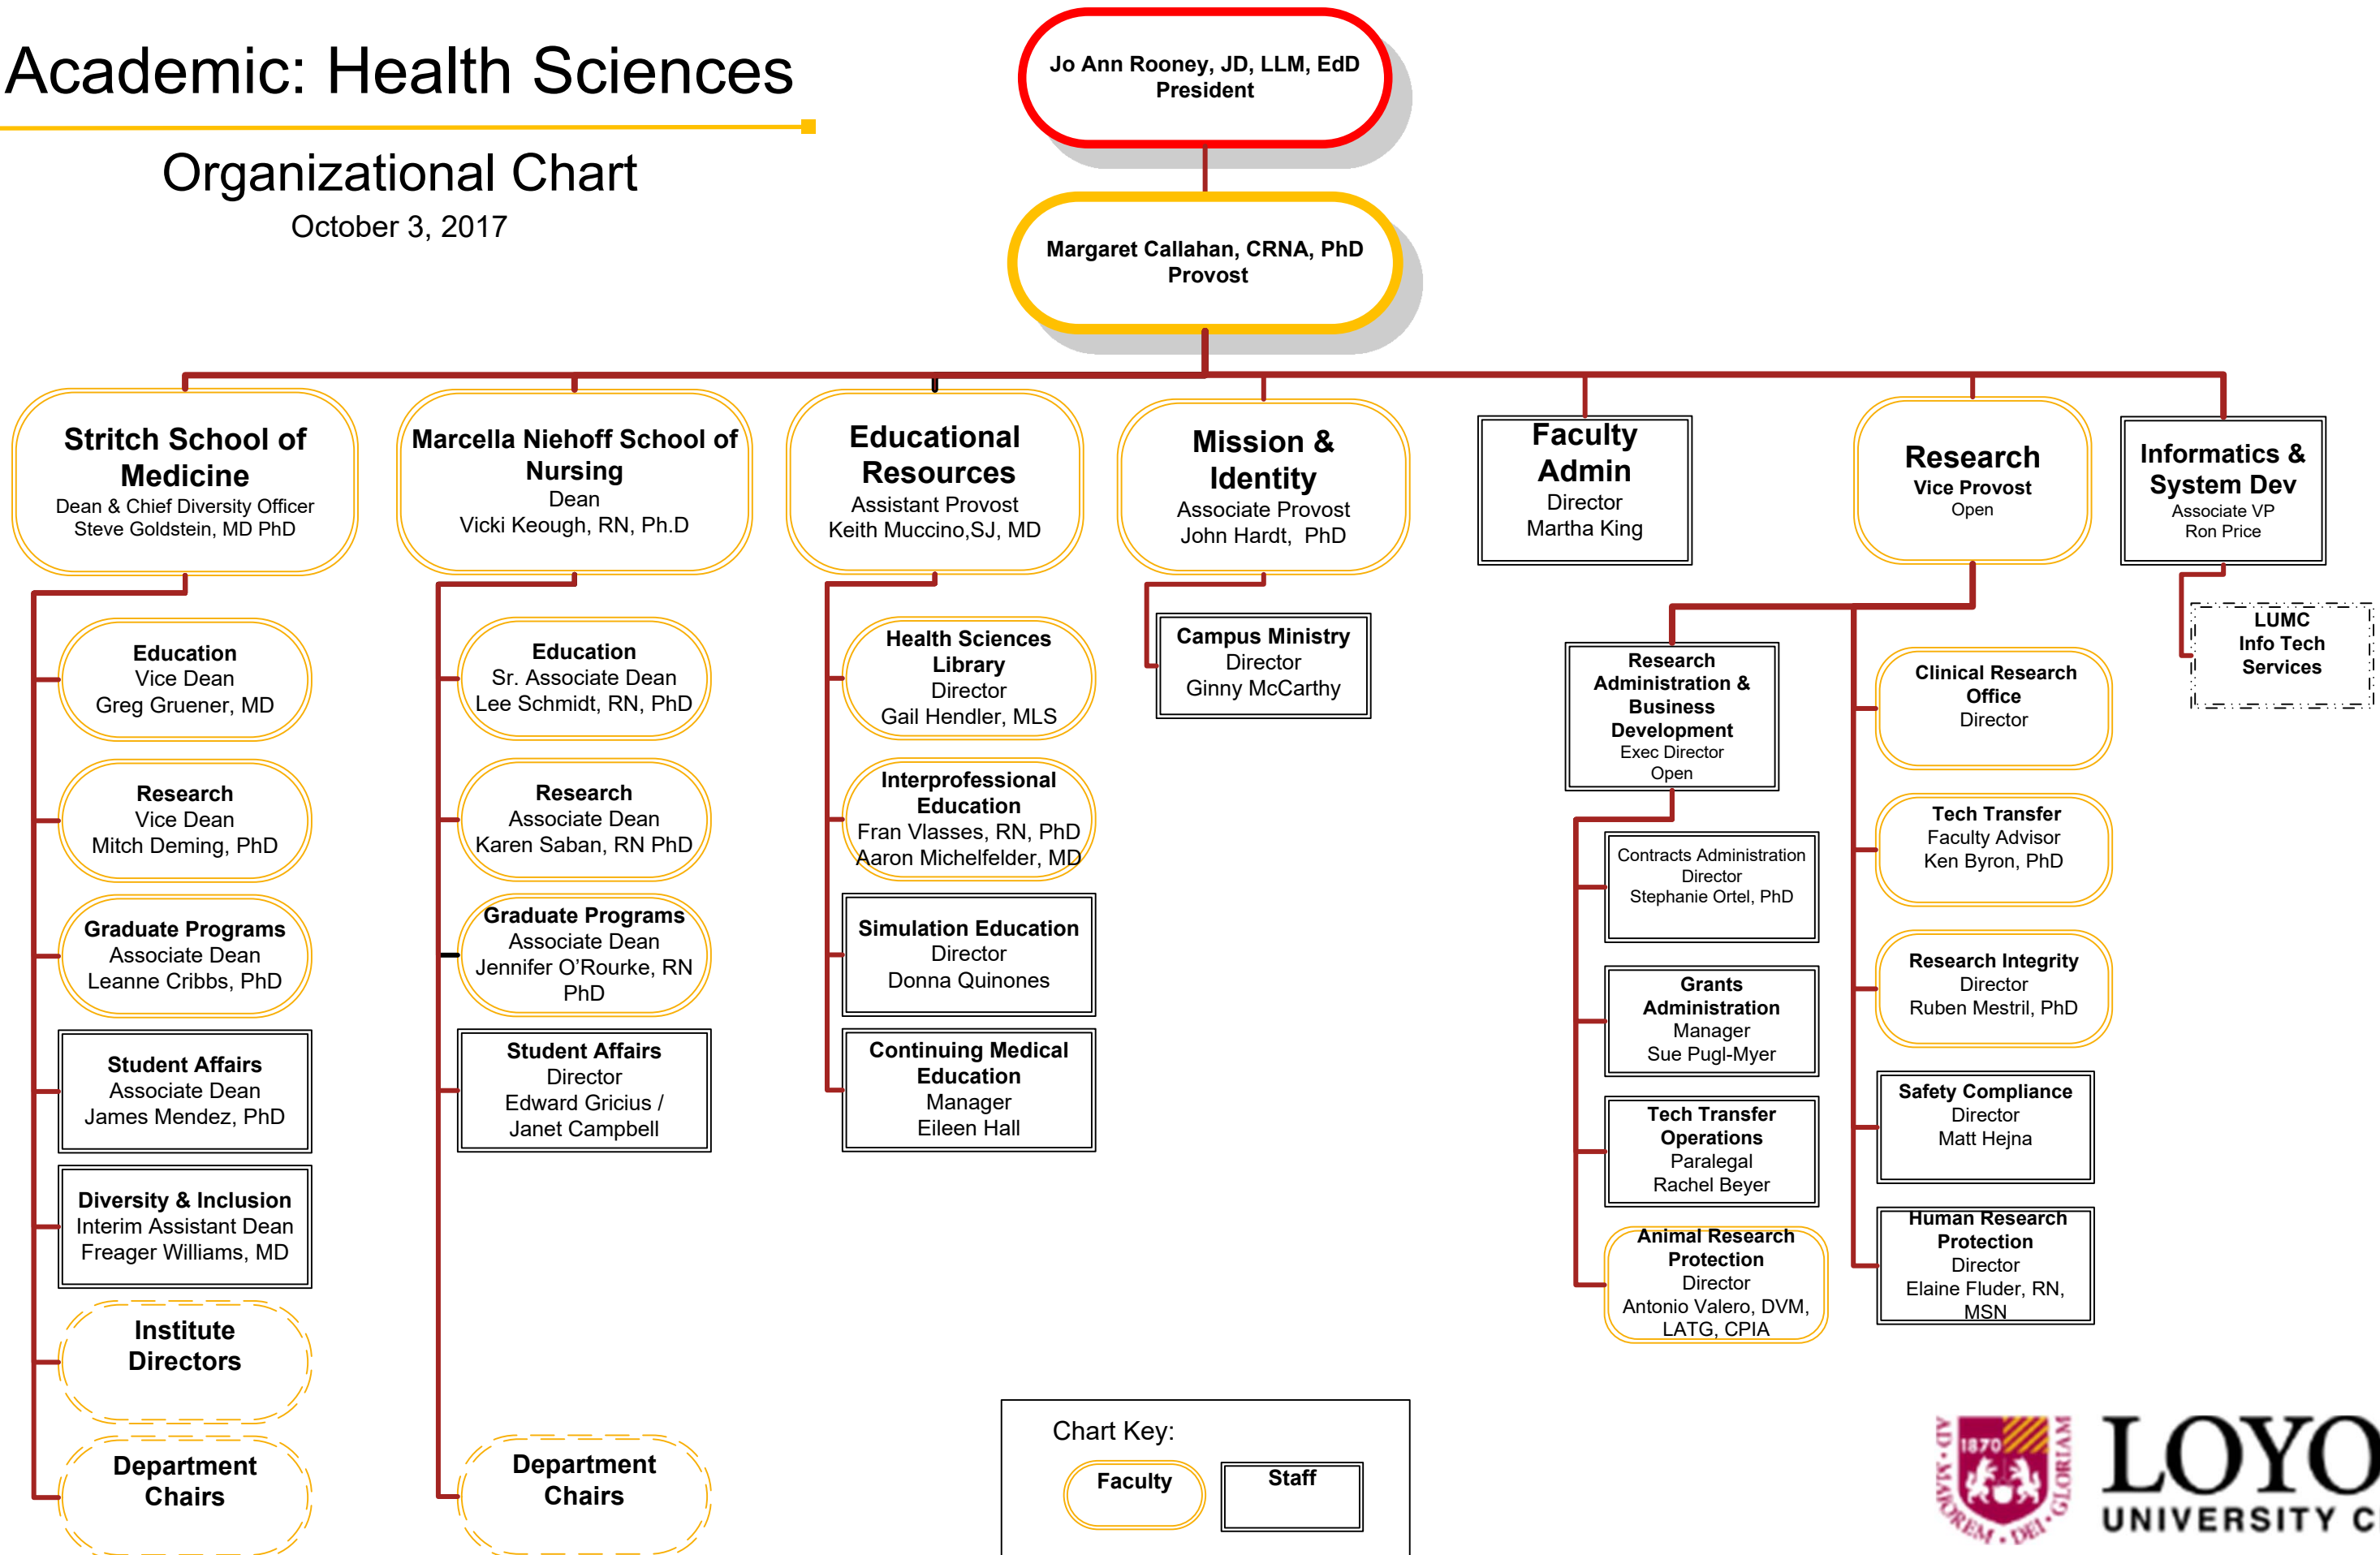 Academic: Health Sciences
Organizational Chart
October 3, 2017
Jo Ann Rooney, JD, LLM, EdD
President
Margaret Callahan, CRNA, PhD
Provost
Stritch School of
Medicine
Dean & Chief Diversity Officer
Steve Goldstein, MD PhD
Marcella Niehoff School of
Nursing
Dean
Vicki Keough, RN, Ph.D
Educational
Resources
Assistant Provost
Keith Muccino,SJ, MD
Mission &
Identity
Associate Provost
John Hardt, PhD
Faculty
Admin
Director
Martha King
Research
Vice Provost
Open
Informatics &
System Dev
Associate VP
Ron Price
Education
Vice Dean
Greg Gruener, MD
Research
Vice Dean
Mitch Deming, PhD
Graduate Programs
Associate Dean
Leanne Cribbs, PhD
Student Affairs
Associate Dean
James Mendez, PhD
Diversity & Inclusion
Interim Assistant Dean
Freager Williams, MD
Institute
Directors
Department
Chairs
Education
Sr. Associate Dean
Lee Schmidt, RN, PhD
Research
Associate Dean
Karen Saban, RN PhD
Graduate Programs
Associate Dean
Jennifer O’Rourke, RN
PhD
Student Affairs
Director
Edward Gricius /
Janet Campbell
Department
Chairs
Health Sciences
Library
Director
Gail Hendler, MLS
Interprofessional
Education
Fran Vlasses, RN, PhD
Aaron Michelfelder, MD
Simulation Education
Director
Donna Quinones
Continuing Medical
Education
Manager
Eileen Hall
Campus Ministry
Director
Ginny McCarthy
Research
Administration &
Business
Development
Exec Director
Open
Contracts Administration
Director
Stephanie Ortel, PhD
Grants
Administration
Manager
Sue Pugl-Myer
Tech Transfer
Operations
Paralegal
Rachel Beyer
Animal Research
Protection
Director
Antonio Valero, DVM,
LATG, CPIA
Clinical Research
Office
Director
Tech Transfer
Faculty Advisor
Ken Byron, PhD
Research Integrity
Director
Ruben Mestril, PhD
Safety Compliance
Director
Matt Hejna
Human Research
Protection
Director
Elaine Fluder, RN,
MSN
LUMC
Info Tech
Services
Chart Key:
Faculty
Staff
1870
AD • MAJOREM • DEI • GLORIAM
LOYO
UNIVERSITY C